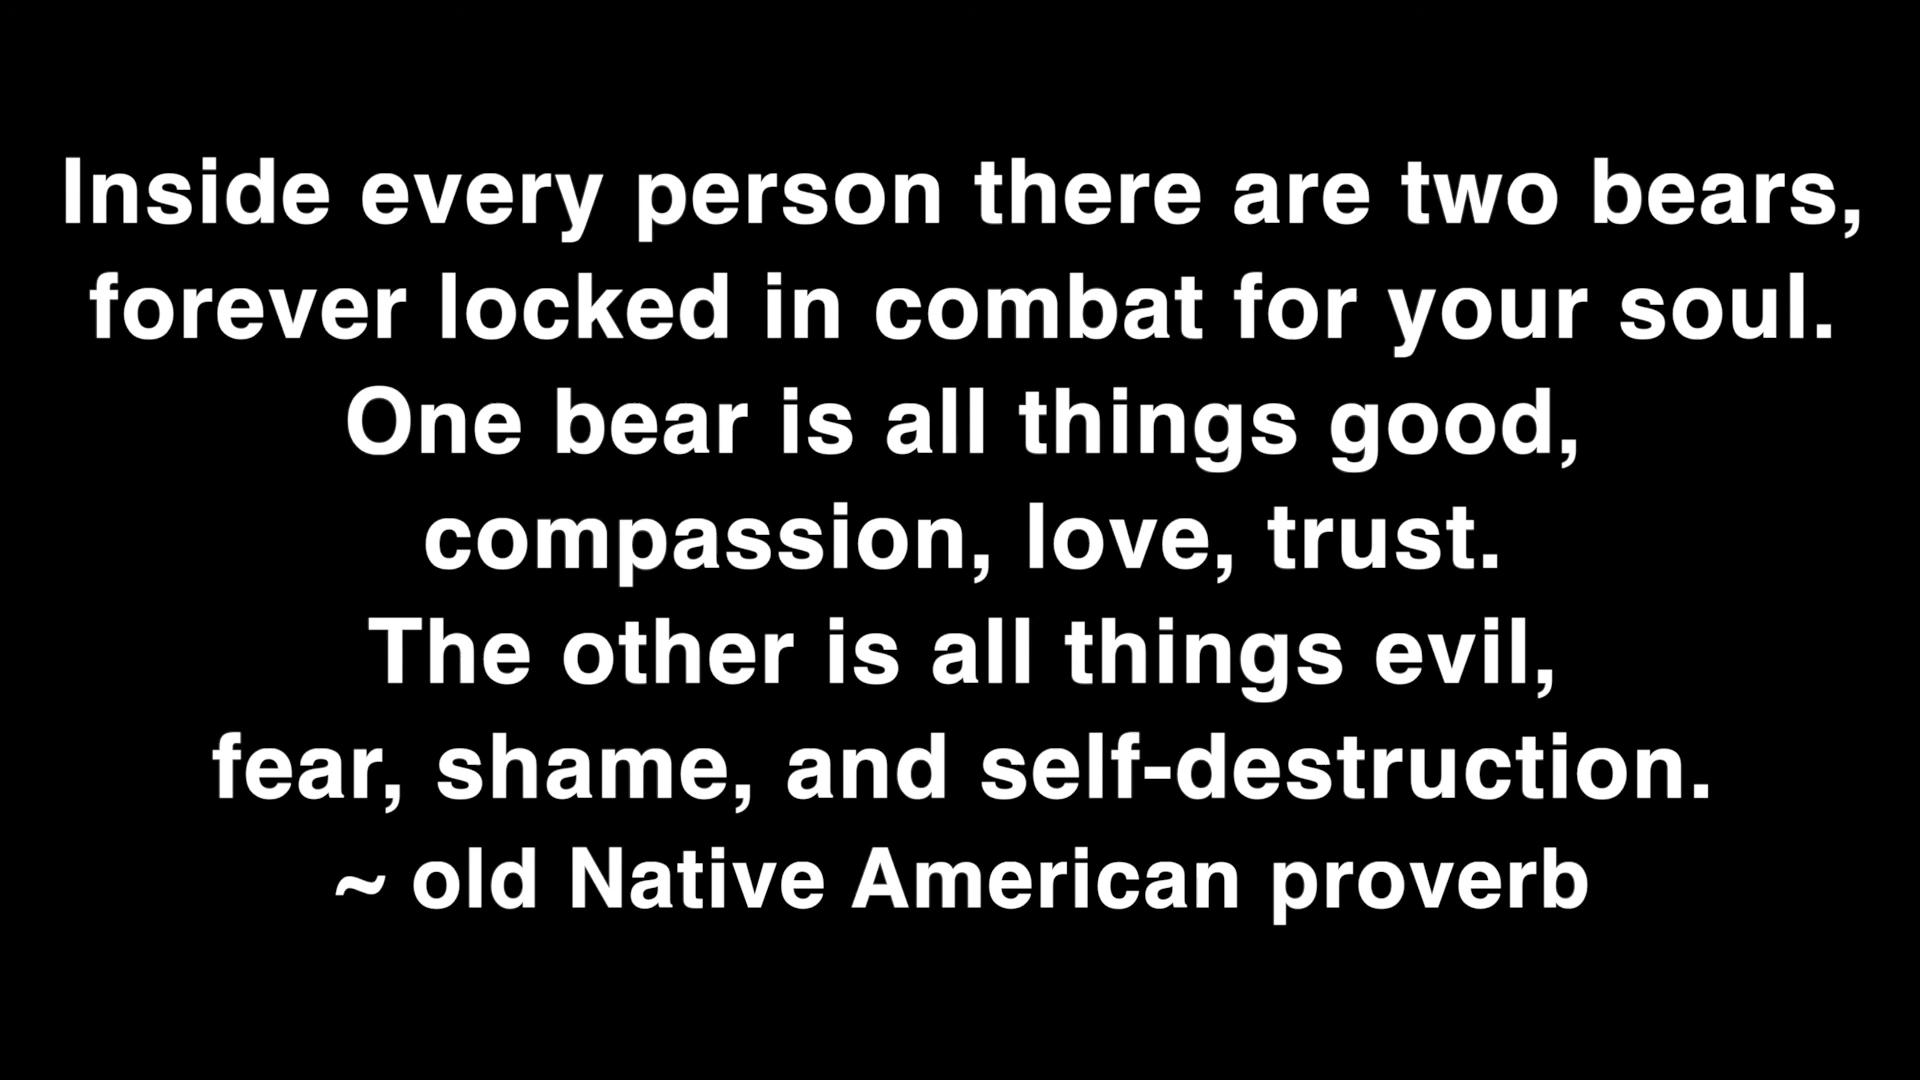 Inside every person there are two bears,
forever locked in combat for your soul.
One bear is all things good,
compassion, love, trust.
The other is all things evil,
fear, shame, and self-destruction.
~ old Native American proverb